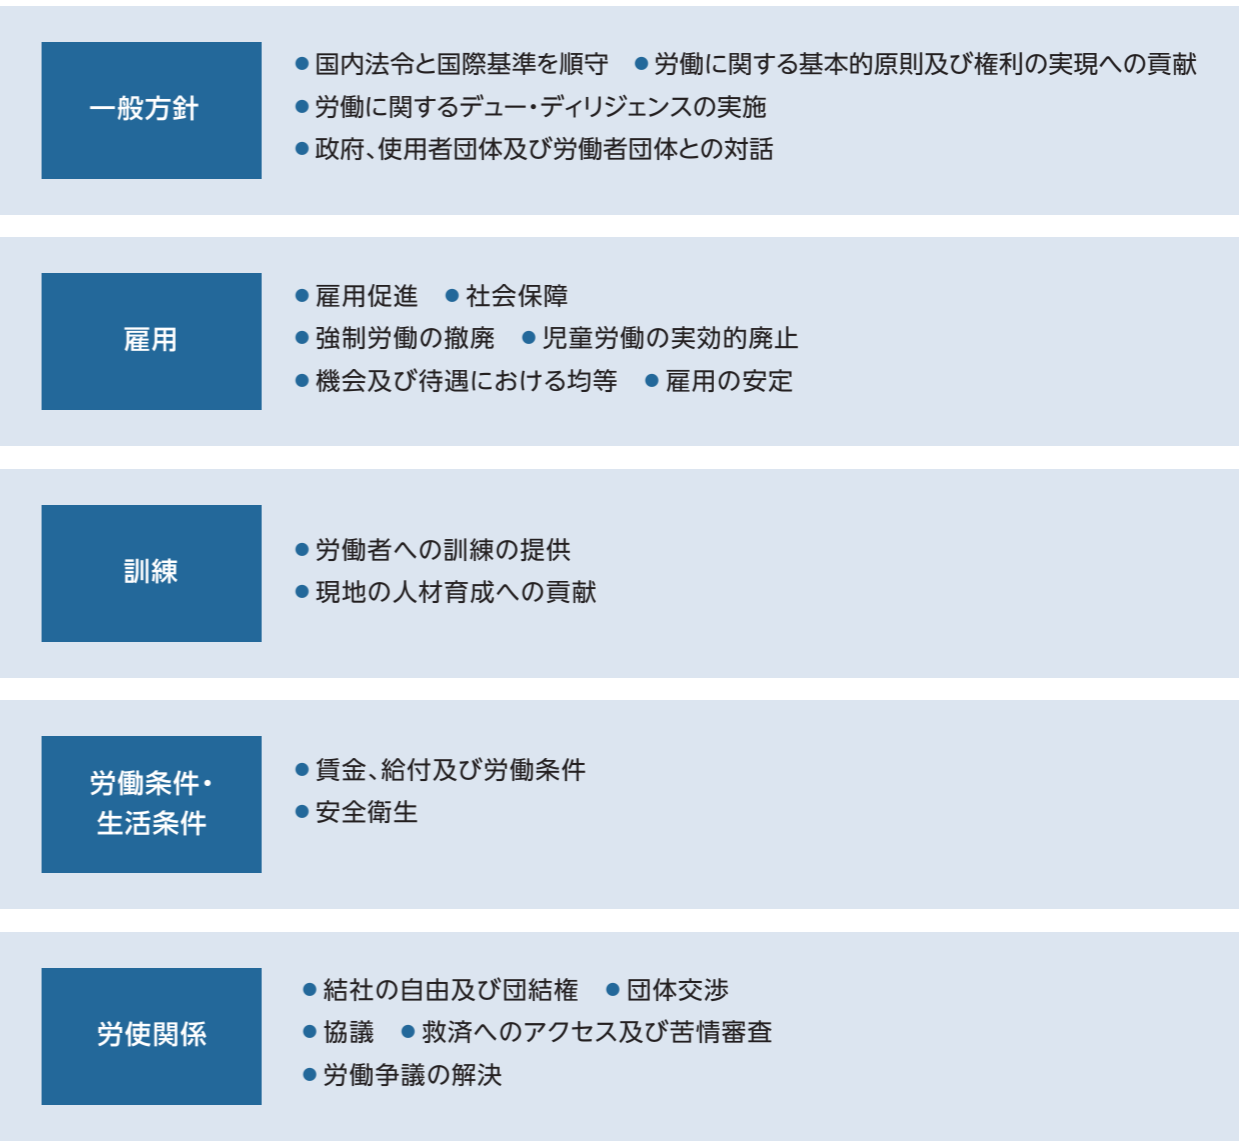 一般方針
●国内法令と国際基準を順守 ●労働に関する基本的原則及び権利の実現への貢献
●労働に関するデュー・ディリジェンスの実施
●政府、使用者団体及び労働者団体との対話
雇用
●雇用促進 ●社会保障
●強制労働の撤廃 ●児童労働の実効的廃止
●機会及び待遇における均等 ●雇用の安定
訓練
●労働者への訓練の提供
●現地の人材育成への貢献
労働条件・
生活条件
●賃金、給付及び労働条件
●安全衛生
労使関係
●結社の自由及び団結権 ●団体交渉
●協議 ●救済へのアクセス及び苦情審査
●労働争議の解決